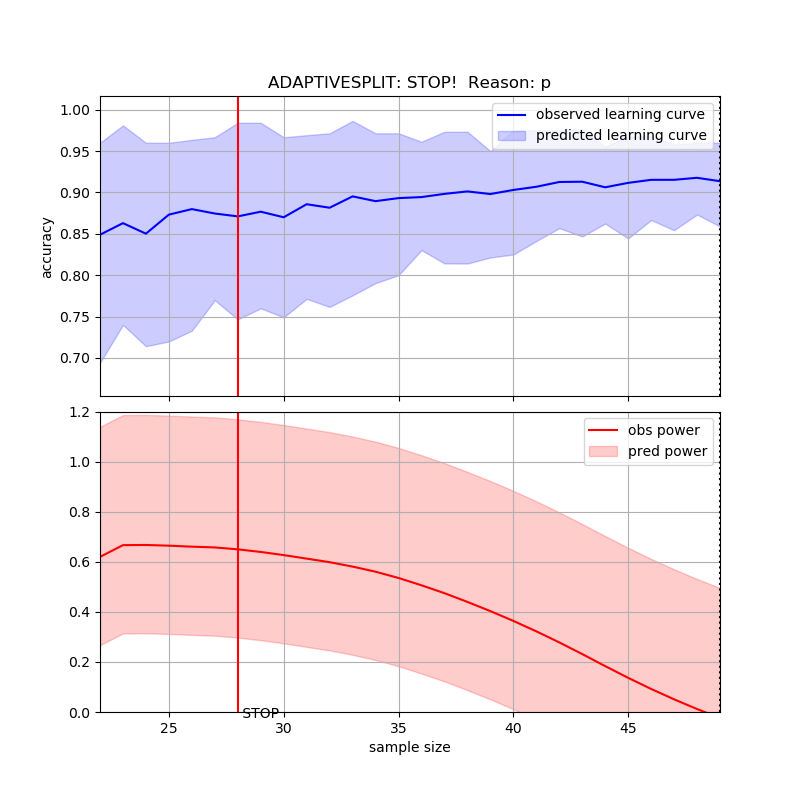 ADAPTIVESPLIT: STOP!  Reason: p
observed learning curve
predicted learning curve
1.00
0.95
0.90
0.85
0.80
0.75
0.70
accuracy
obs power
pred power
1.2
1.0
0.8
0.6
0.4
0.2
0.0
STOP
25
30
35
40
45
sample size